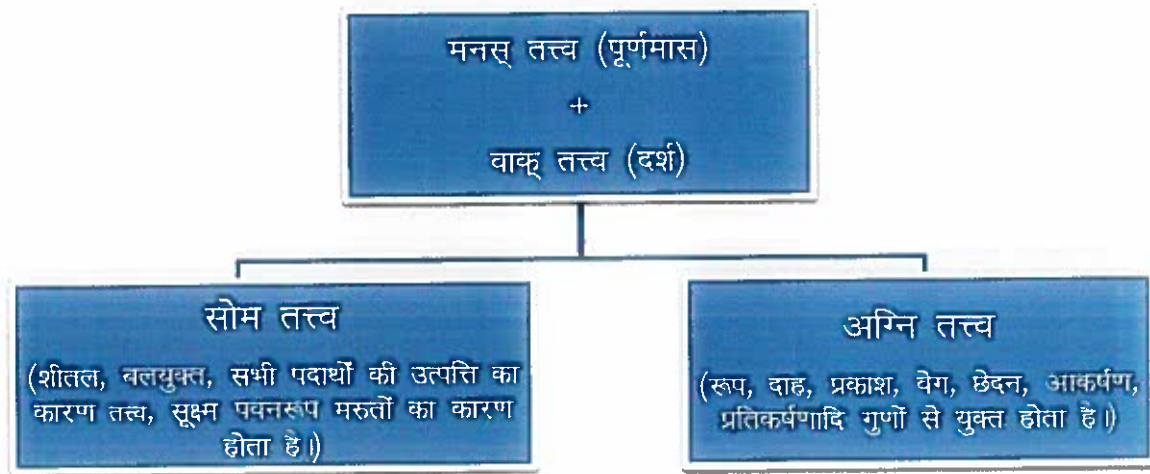 मनस् तत्त्व (पूर्णमास)
+
वाक् तत्त्व (दर्श)
सोम तत्त्व
(शीतल, बलयुक्त, सभी पदार्थों की उत्पत्ति का
कारण तत्त्व, सूक्ष्म पवनरूप मरुतों का कारण
होता है।)
अग्नि तत्त्व
(रूप, दाह, प्रकाश, वेग, छेदन, आकर्षण,
प्रतिकर्षणादि गुणों से युक्त होता है।)